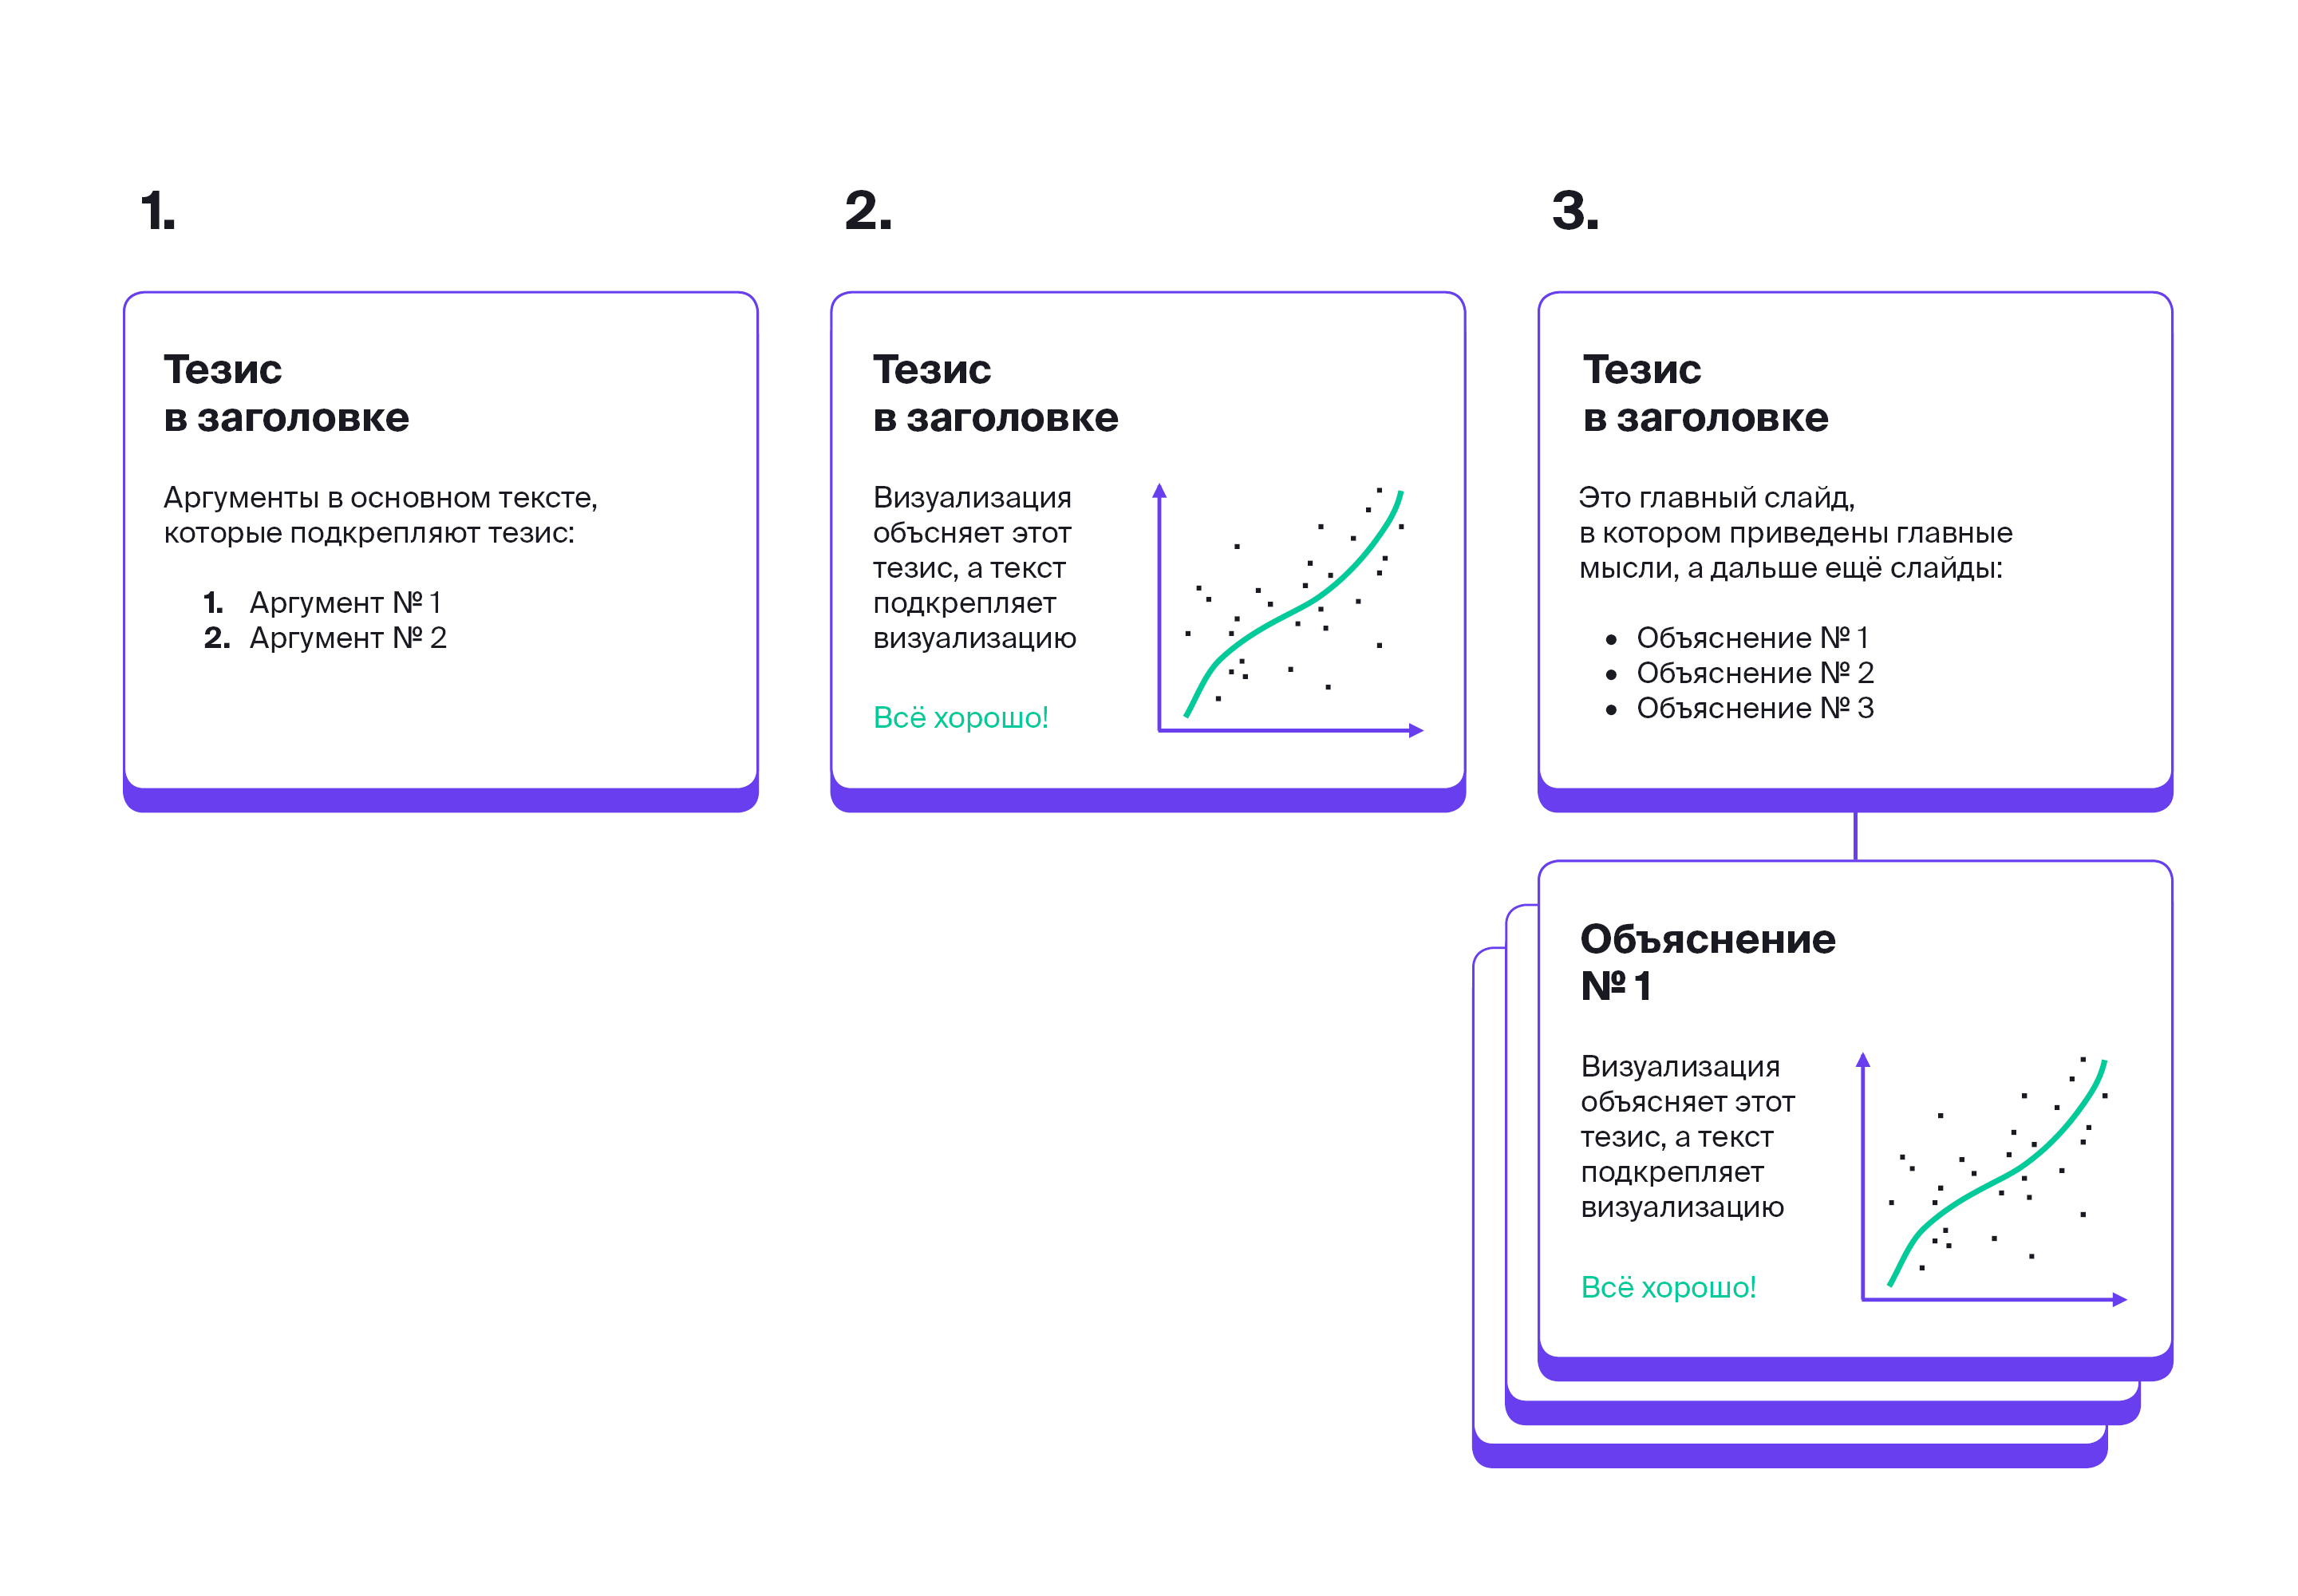 1.
Тезис
в заголовке
Аргументы в основном тексте,
которые подкрепляют тезис:
1. Аргумент № 1
2. Аргумент № 2
2.
Тезис
в заголовке
Визуализация
объсняет этот
тезис, а текст
подкрепляет
визуализацию
Всё хорошо!
3.
Тезис
в заголовке
Это главный слайд,
в котором приведены главные
мысли, а дальше ещё слайды:
• Объяснение № 1
• Объяснение № 2
• Объяснение № 3
Объяснение
№ 1
Визуализация
объясняет этот
тезис, а текст
подкрепляет
визуализацию
Всё хорошо!